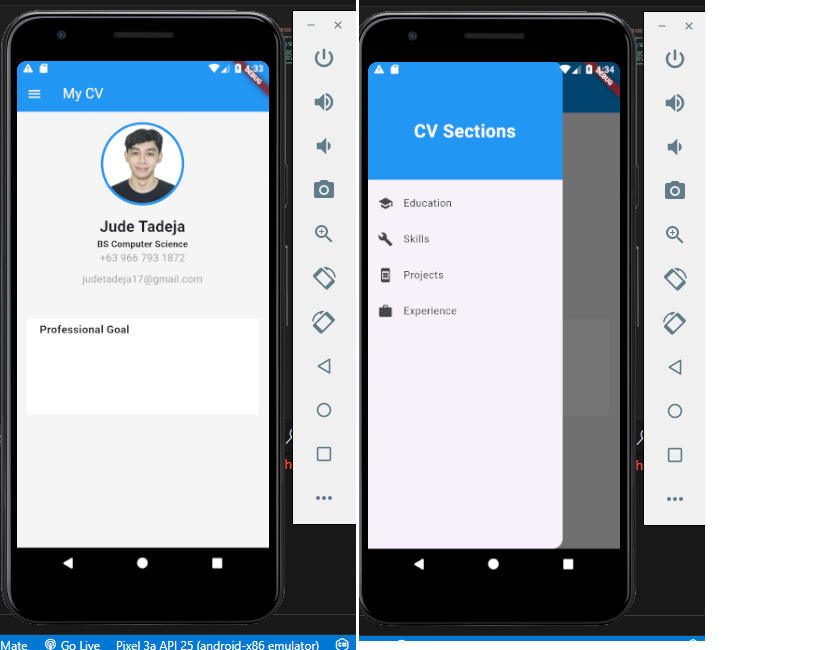 1:33
DEBUG
My CV
Jude Tadeja
BS Computer Science
+63 966 793 1872
judetadeja17@gmail.com
Professional Goal
Mate
Go Live
Pixel 3a API 25 (android-x86 emulator)
:34
DEBUG
CV Sections
Education
Skills
Projects
Experience